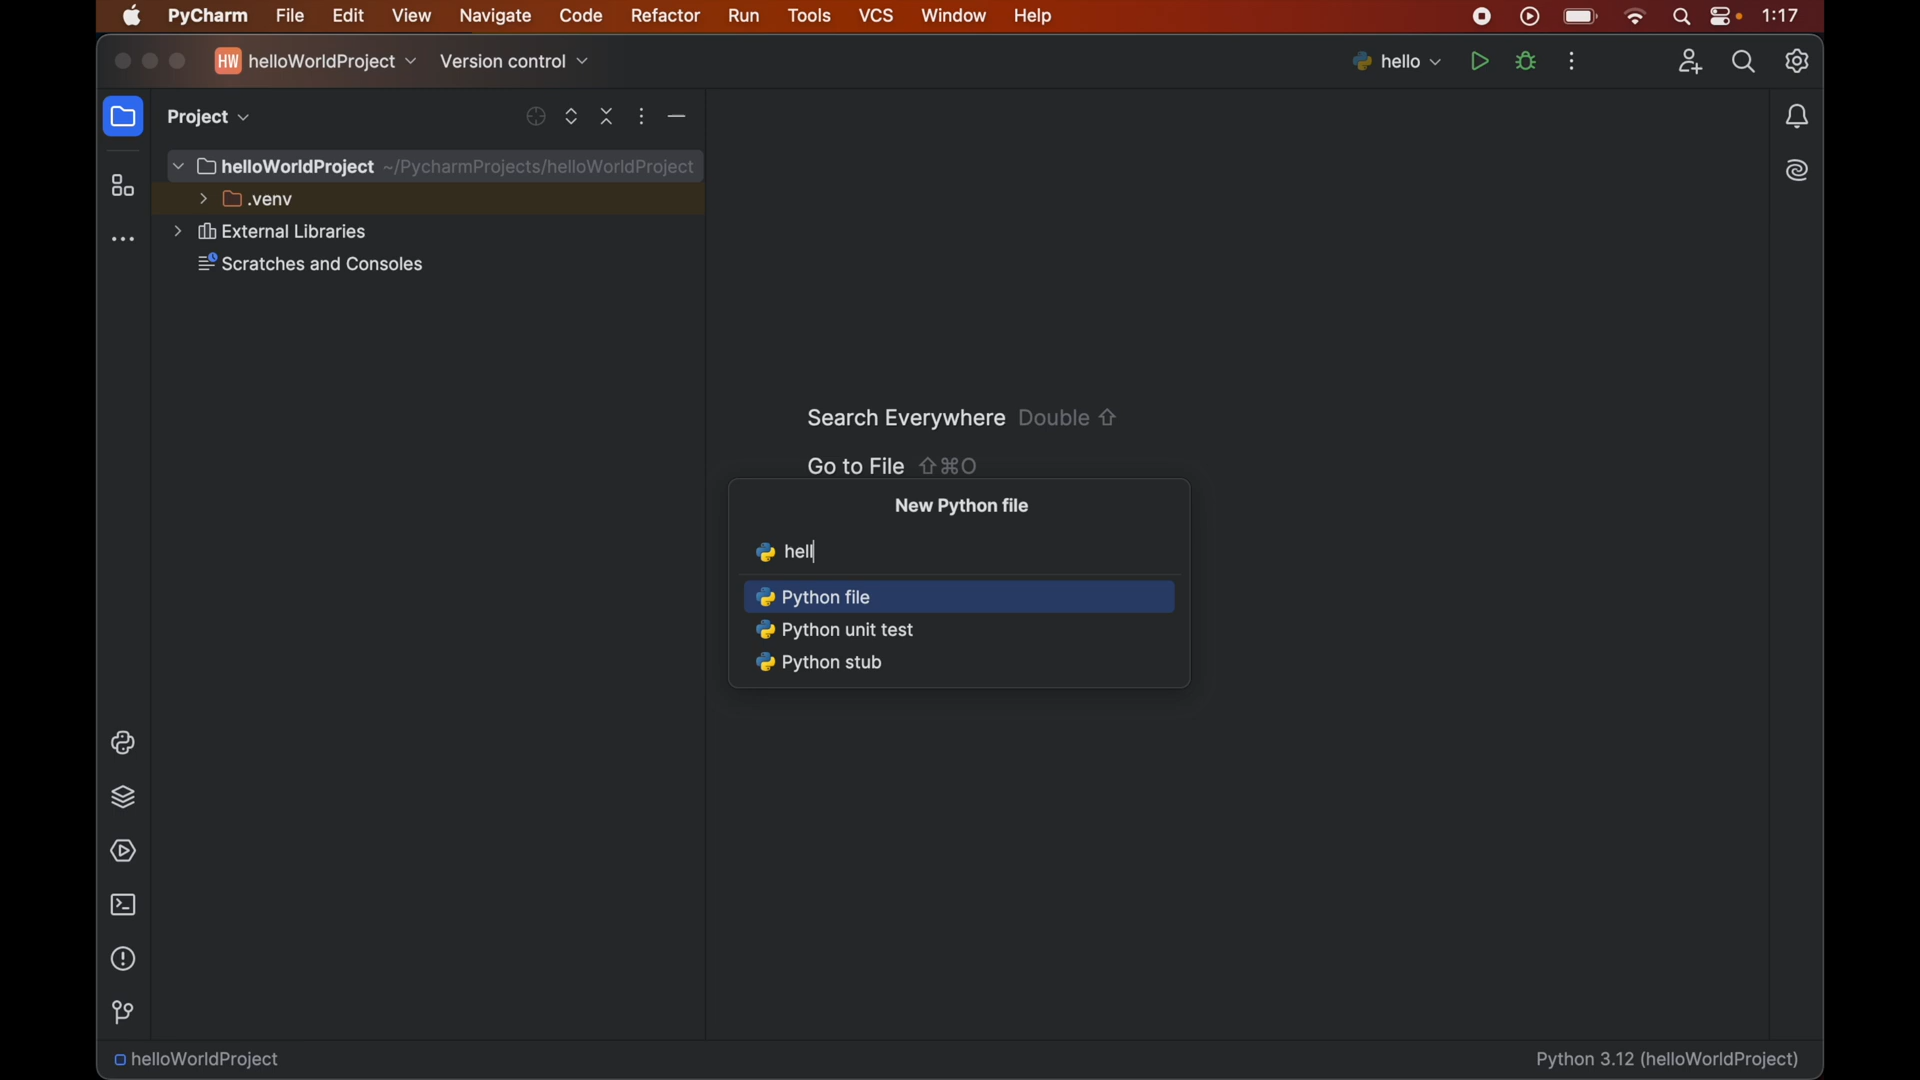 PyCharm File Edit View Navigate Code Refactor Run Tools VCS Window Help 1:17
HW helloWorldProject Version control hello
Project
helloWorldProject ~/PycharmProjects/helloWorldProject
.venv
External Libraries
Scratches and Consoles
Search Everywhere Double ⇧
Go to File ⇧⌘O
New Python file
hell
Python file
Python unit test
Python stub
helloWorldProject Python 3.12 (helloWorldProject)